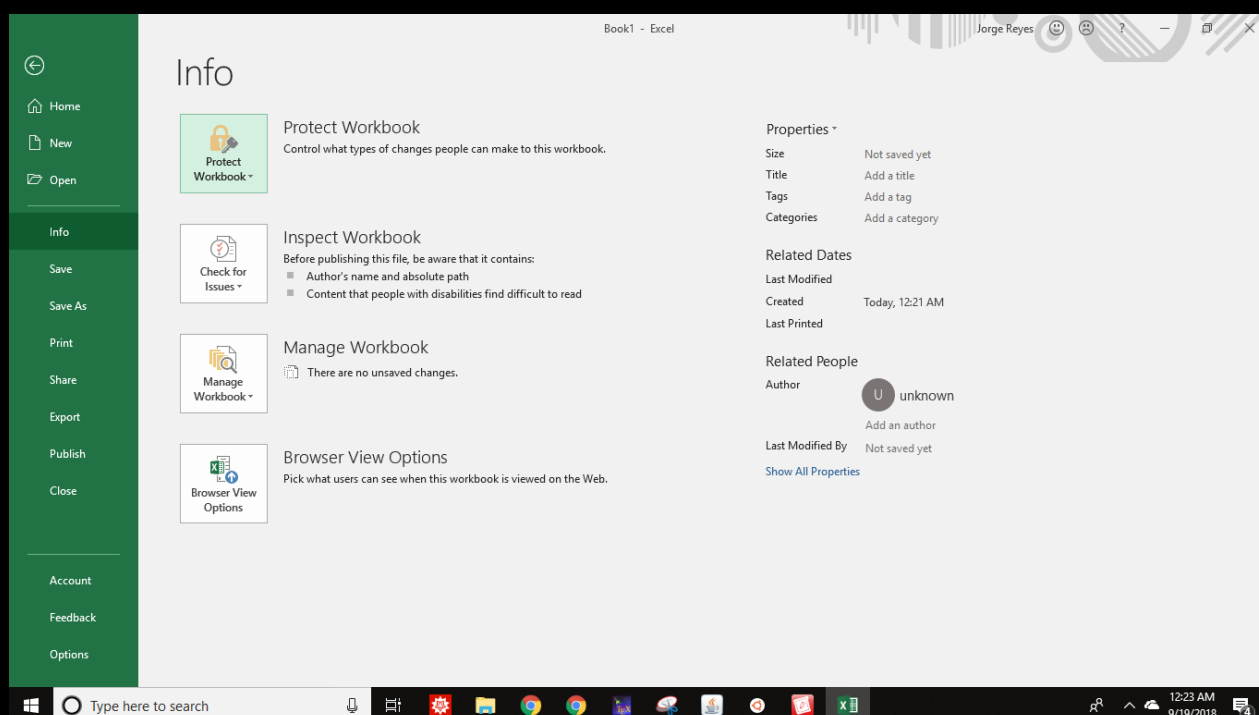 Book1 - Excel
Jorge Reyes
?
Info
Home
New
Open
Info
Save
Save As
Print
Share
Export
Publish
Close
Account
Feedback
Options
Protect
Workbook
Protect Workbook
Control what types of changes people can make to this workbook.
Check for
Issues
Inspect Workbook
Before publishing this file, be aware that it contains:
Author's name and absolute path
Content that people with disabilities find difficult to read
Manage
Workbook
Manage Workbook
There are no unsaved changes.
Browser View
Options
Browser View Options
Pick what users can see when this workbook is viewed on the Web.
Properties
Size Not saved yet
Title Add a title
Tags Add a tag
Categories Add a category
Related Dates
Last Modified
Created Today, 12:21 AM
Last Printed
Related People
Author U unknown
Add an author
Last Modified By Not saved yet
Show All Properties
Type here to search
TEX
12:23 AM
9/19/2018
4